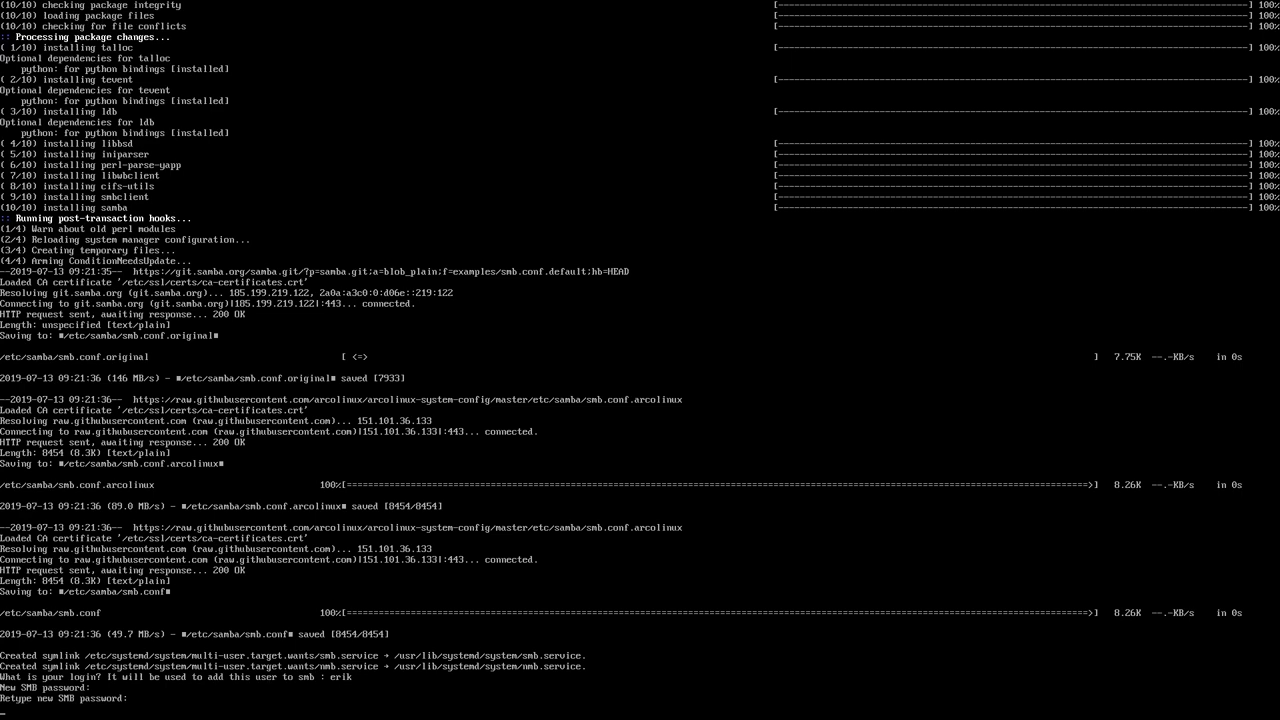 (10/10) checking package integrity [----------] 100%
(10/10) loading package files [----------] 100%
(10/10) checking for file conflicts [----------] 100%
:: Processing package changes...
( 1/10) installing talloc [----------] 100%
Optional dependencies for talloc
    python: for python bindings [installed]
( 2/10) installing tevent [----------] 100%
Optional dependencies for tevent
    python: for python bindings [installed]
( 3/10) installing ldb [----------] 100%
Optional dependencies for ldb
    python: for python bindings [installed]
( 4/10) installing libbsd [----------] 100%
( 5/10) installing iniparser [----------] 100%
( 6/10) installing perl-parse-yapp [----------] 100%
( 7/10) installing libwbclient [----------] 100%
( 8/10) installing cifs-utils [----------] 100%
( 9/10) installing smbclient [----------] 100%
(10/10) installing samba [----------] 100%
:: Running post-transaction hooks...
(1/4) Warn about old perl modules
(2/4) Reloading system manager configuration...
(3/4) Creating temporary files...
(4/4) Arming ConditionNeedsUpdate...
--2019-07-13 09:21:35--  https://git.samba.org/samba.git/?p=samba.git;a=blob_plain;f=examples/smb.conf.default;hb=HEAD
Loaded CA certificate '/etc/ssl/certs/ca-certificates.crt'
Resolving git.samba.org (git.samba.org)... 185.199.219.122, 2a0a:a3c0:0:d06e::219:122
Connecting to git.samba.org (git.samba.org)|185.199.219.122|:443... connected.
HTTP request sent, awaiting response... 200 OK
Length: unspecified [text/plain]
Saving to: ■/etc/samba/smb.conf.original■
/etc/samba/smb.conf.original [ <=> ] 7.75K --.-KB/s in 0s
2019-07-13 09:21:36 (146 MB/s) - ■/etc/samba/smb.conf.original■ saved [7933]
--2019-07-13 09:21:36--  https://raw.githubusercontent.com/arcolinux/arcolinux-system-config/master/etc/samba/smb.conf.arcolinux
Loaded CA certificate '/etc/ssl/certs/ca-certificates.crt'
Resolving raw.githubusercontent.com (raw.githubusercontent.com)... 151.101.36.133
Connecting to raw.githubusercontent.com (raw.githubusercontent.com)|151.101.36.133|:443... connected.
HTTP request sent, awaiting response... 200 OK
Length: 8454 (8.3K) [text/plain]
Saving to: ■/etc/samba/smb.conf.arcolinux■
/etc/samba/smb.conf.arcolinux 100%[==========>] 8.26K --.-KB/s in 0s
2019-07-13 09:21:36 (89.0 MB/s) - ■/etc/samba/smb.conf.arcolinux■ saved [8454/8454]
--2019-07-13 09:21:36--  https://raw.githubusercontent.com/arcolinux/arcolinux-system-config/master/etc/samba/smb.conf.arcolinux
Loaded CA certificate '/etc/ssl/certs/ca-certificates.crt'
Resolving raw.githubusercontent.com (raw.githubusercontent.com)... 151.101.36.133
Connecting to raw.githubusercontent.com (raw.githubusercontent.com)|151.101.36.133|:443... connected.
HTTP request sent, awaiting response... 200 OK
Length: 8454 (8.3K) [text/plain]
Saving to: ■/etc/samba/smb.conf■
/etc/samba/smb.conf 100%[==========>] 8.26K --.-KB/s in 0s
2019-07-13 09:21:36 (49.7 MB/s) - ■/etc/samba/smb.conf■ saved [8454/8454]
Created symlink /etc/systemd/system/multi-user.target.wants/smb.service → /usr/lib/systemd/system/smb.service.
Created symlink /etc/systemd/system/multi-user.target.wants/nmb.service → /usr/lib/systemd/system/nmb.service.
What is your login? It will be used to add this user to smb : erik
New SMB password:
Retype new SMB password: